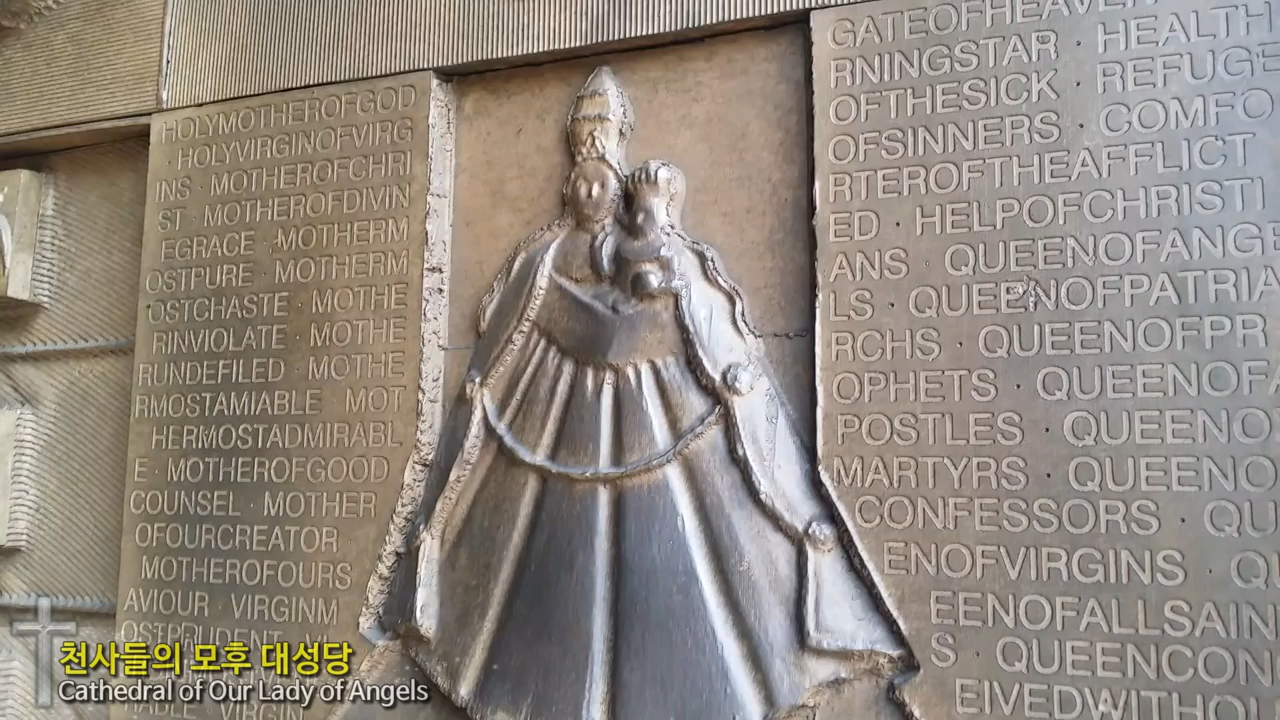 HOLYMOTHEROFGOD
· HOLYVIRGINOFVIRG
INS · MOTHEROFCHRI
ST · MOTHEROFDIVIN
EGRACE · MOTHERM
OSTPURE · MOTHERM
OSTCHASTE · MOTHE
RINVIOLATE · MOTHE
RUNDEFILED · MOTHE
RMOSTAMIABLE MOT
HERMOSTADMIRABL
E · MOTHEROFGOOD
COUNSEL · MOTHER
OFOURCREATOR
MOTHEROFOURS
AVIOUR · VIRGINM
OSTPRUDENT
VIRGIN
GATEOFHEAVEN
RNINGSTAR · HEALTH
OFTHESICK · REFUGE
OFSINNERS · COMFO
RTEROFTHEAFFLICT
ED · HELPOFCHRISTI
ANS · QUEENOFANGE
LS · QUEENOFPATRIA
RCHS · QUEENOFPR
OPHETS · QUEENOFA
POSTLES · QUEENO
MARTYRS · QUEENO
CONFESSORS · QU
ENOFVIRGINS · QU
EENOFALLSAIN
S · QUEENCON
EIVEDWITHOU
천사들의 모후 대성당
Cathedral of Our Lady of Angels